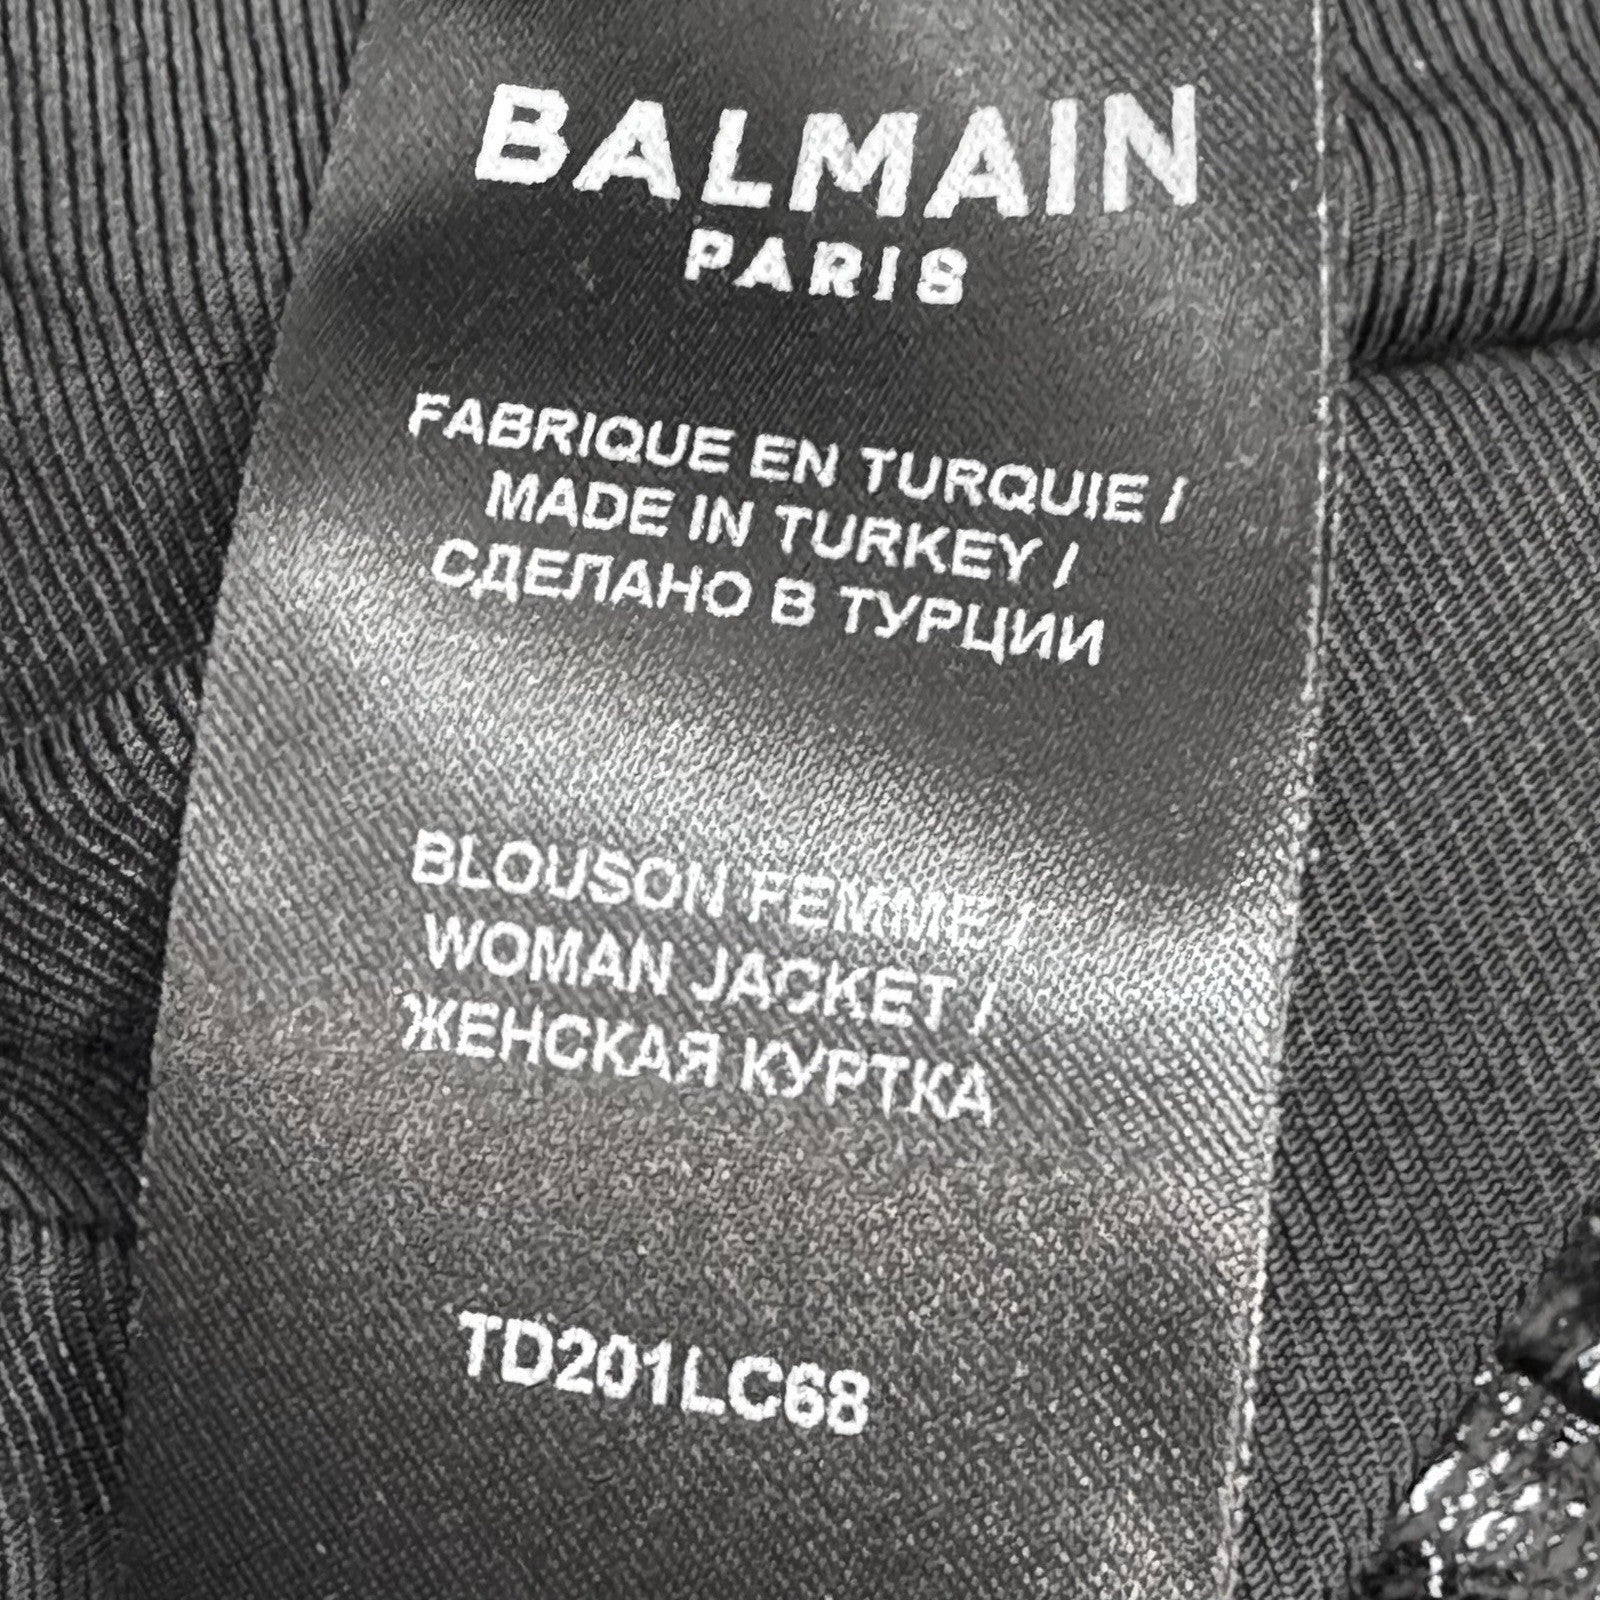 BALMAIN
PARIS
FABRIQUE EN TURQUIE /
MADE IN TURKEY /
СДЕЛАНО В ТУРЦИИ
BLOUSON FEMME /
WOMAN JACKET /
ЖЕНСКАЯ КУРТКА
TD201LC68